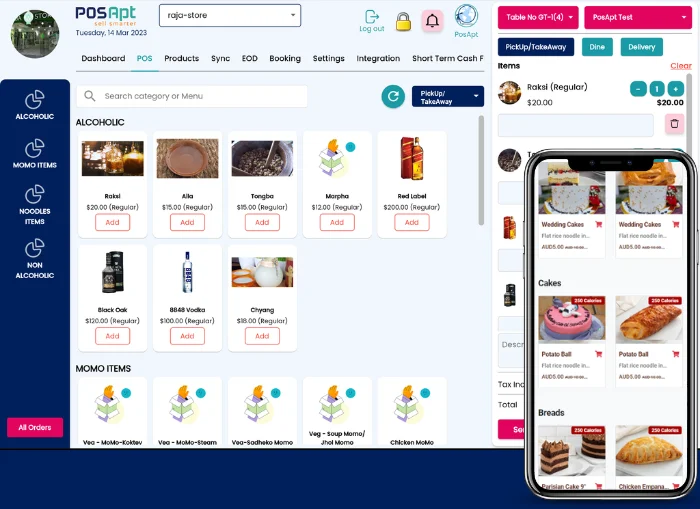 POSApt
sell smarter
Tuesday, 14 Mar 2023
raja-store
Log out
PosApt
Dashboard
POS
Products
Sync
EOD
Booking
Settings
Integration
Short Term Cash F
ALCOHOLIC
MOMO ITEMS
NOODLES
ITEMS
NON
ALCOHOLIC
All Orders
Search category or Menu
PickUp/
TakeAway
ALCOHOLIC
Raksi
$20.00 (Regular)
Add
Aila
$15.00 (Regular)
Add
Tongba
$15.00 (Regular)
Add
Marpha
$12.00 (Regular)
Add
Red Label
$200.00 (Regular)
Add
Black Oak
$120.00 (Regular)
Add
8848 Vodka
$100.00 (Regular)
Add
Chyang
$18.00 (Regular)
Add
MOMO ITEMS
Veg - MoMo-Koktev
Veg - MoMo-Steam
Veg-Sadheko Momo
Veg - Soup Momo/
Jhol Momo
Chicken MoMo
Table No GT-1(4)
PosApt Test
PickUp/TakeAway
Dine
Delivery
Items
Clear
Raksi (Regular)
- 1 +
$20.00
$20.00
Descr
Tax Inc
Total
Wedding Cakes
Flat rice noodle in...
AUD5.00
Wedding Cakes
Flat rice noodle in...
AUD5.00
Cakes
250 Calories
Potato Ball
Flat rice noodle in...
AUD5.00
250 Calories
Potato Ball
Flat rice noodle in...
AUD5.00
Breads
250 Calories
Parisian Cake 9"
250 Calories
Chicken Empana...